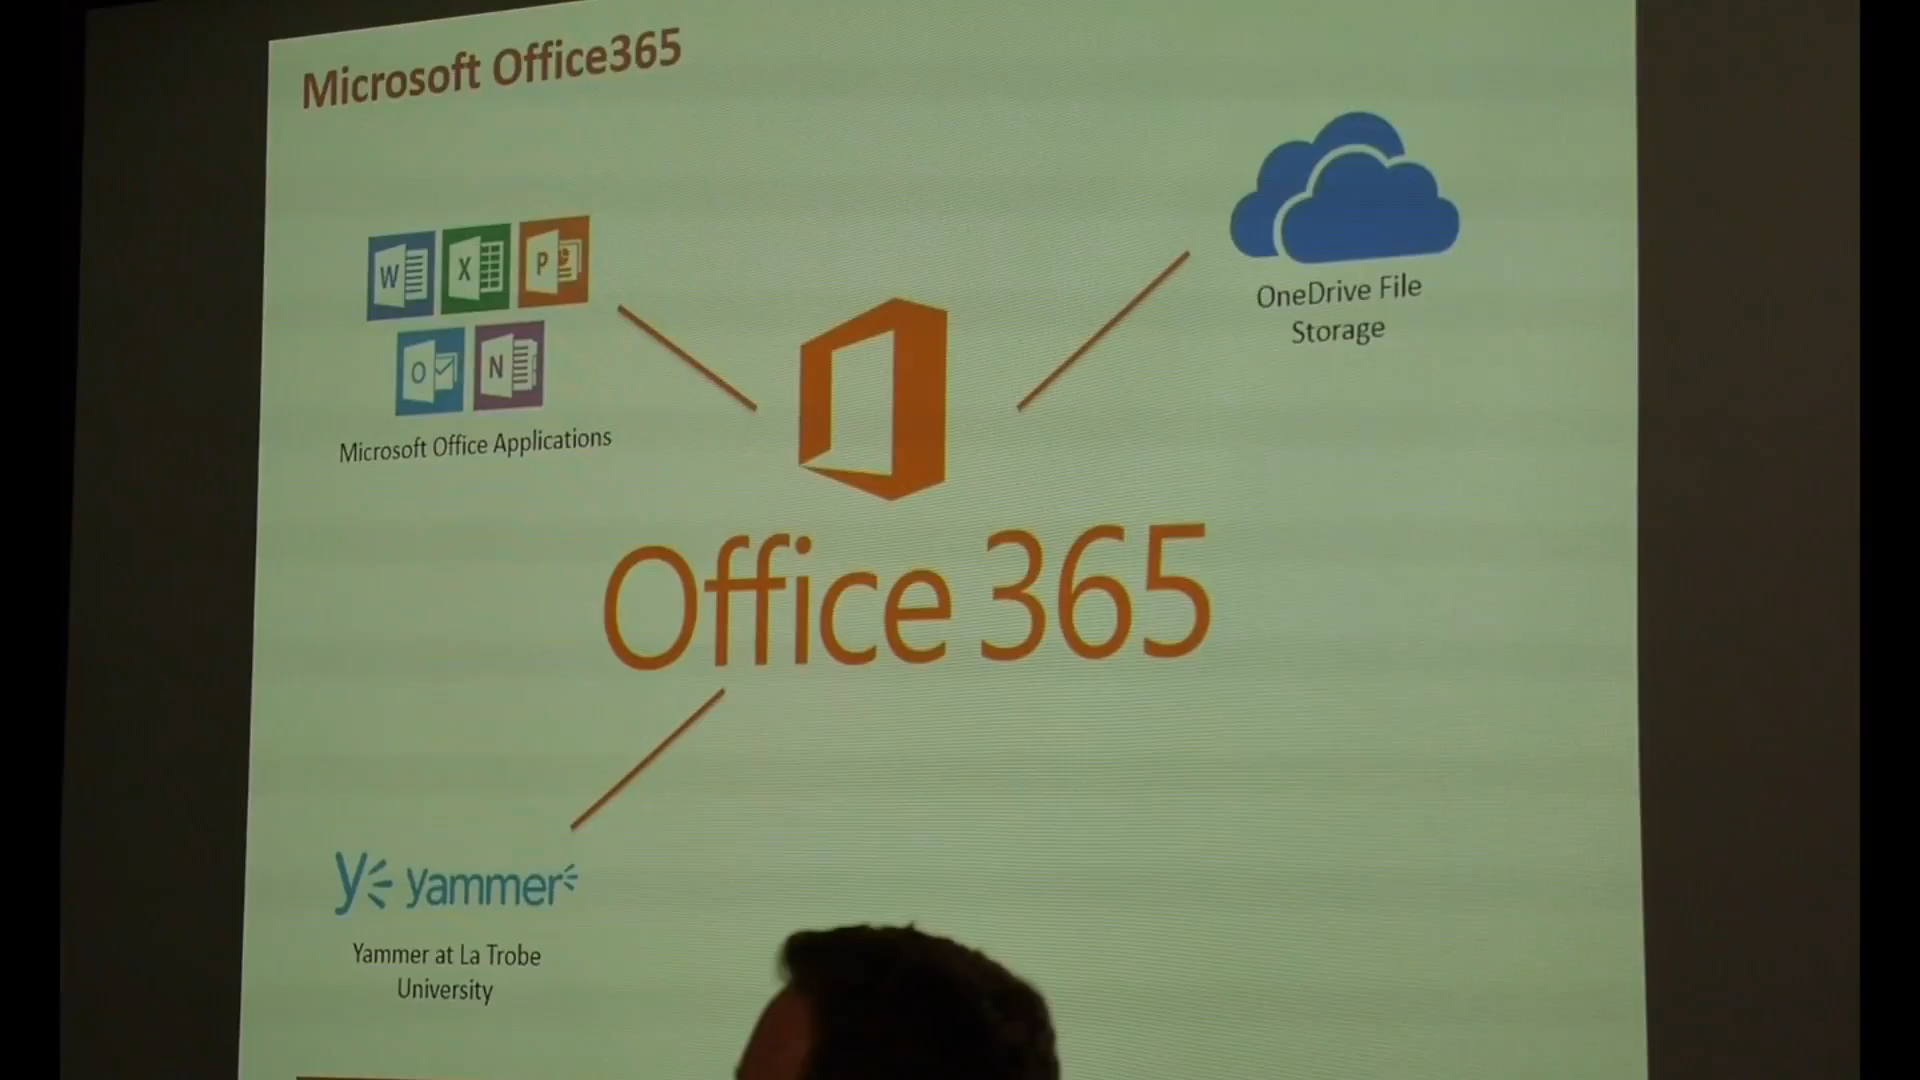 Microsoft Office365
W
X
P
O
N
Microsoft Office Applications
OneDrive File
Storage
Office 365
y yammer
Yammer at La Trobe
University